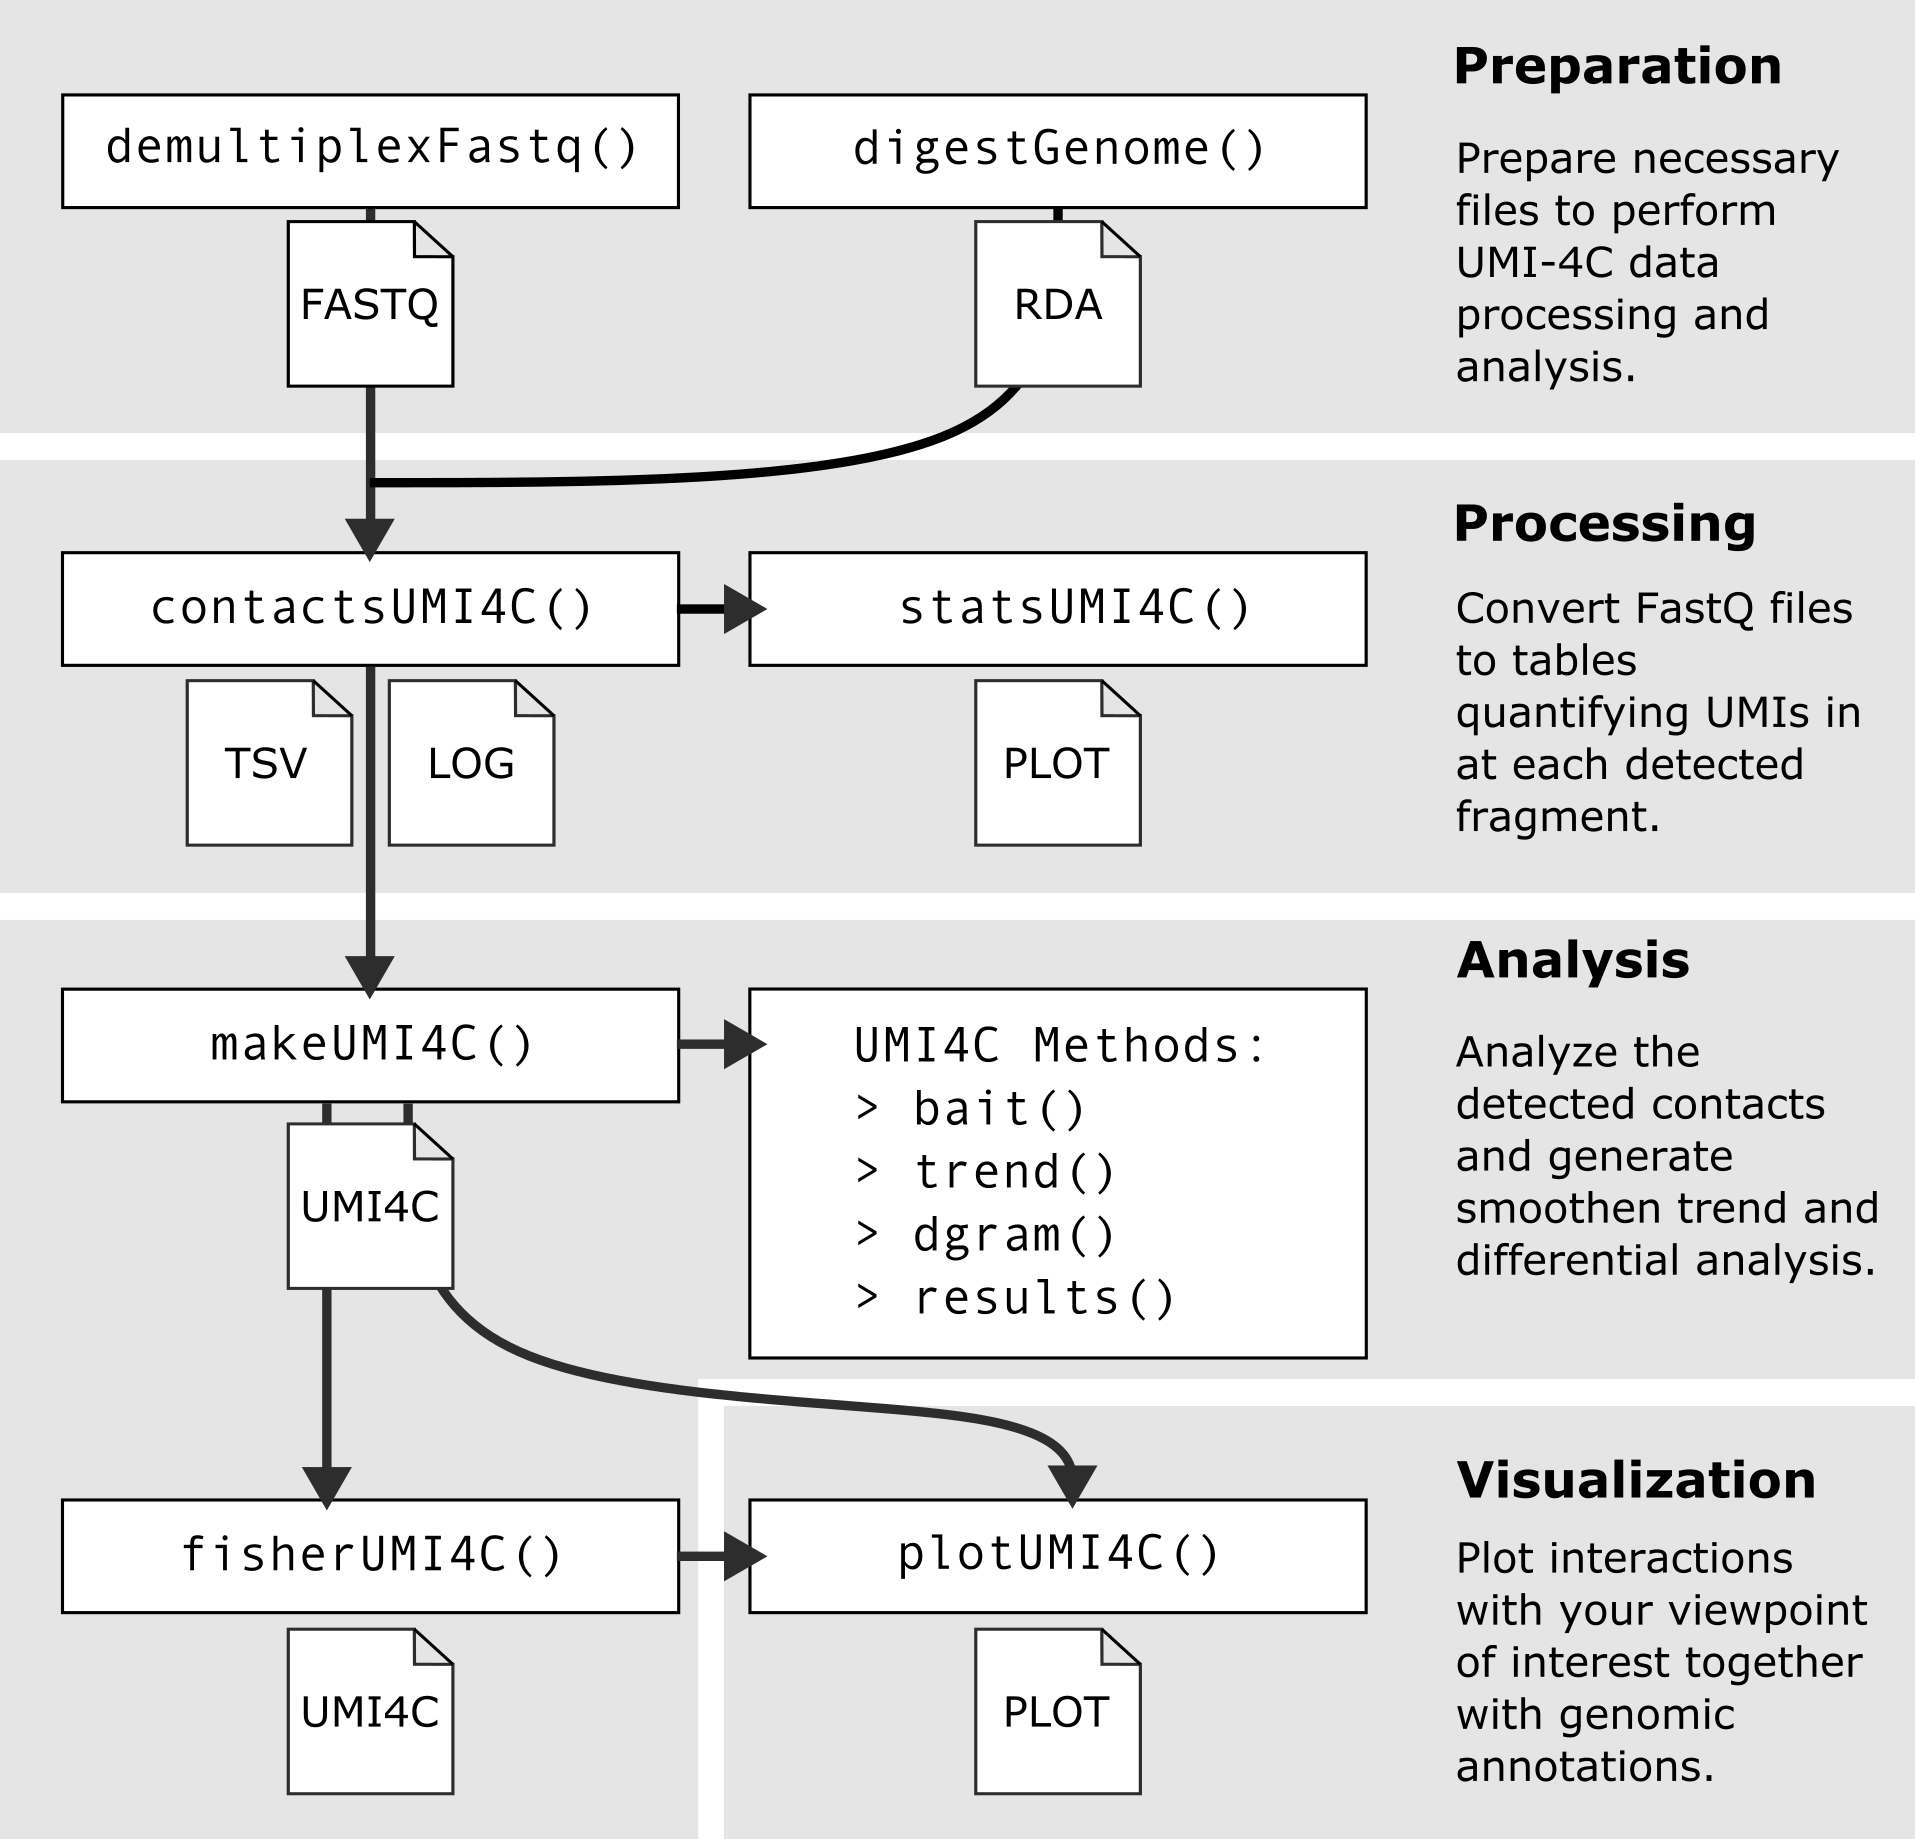 Preparation
demultiplexFastq()
digestGenome()
FASTQ
RDA
Prepare necessary
files to perform
UMI-4C data
processing and
analysis.
Processing
contactsUMI4C()
statsUMI4C()
TSV
LOG
PLOT
Convert FastQ files
to tables
quantifying UMIs in
at each detected
fragment.
Analysis
makeUMI4C()
UMI4C Methods:
> bait()
> trend()
> dgram()
> results()
UMI4C
Analyze the
detected contacts
and generate
smoothen trend and
differential analysis.
fisherUMI4C()
UMI4C
Visualization
plotUMI4C()
PLOT
Plot interactions
with your viewpoint
of interest together
with genomic
annotations.